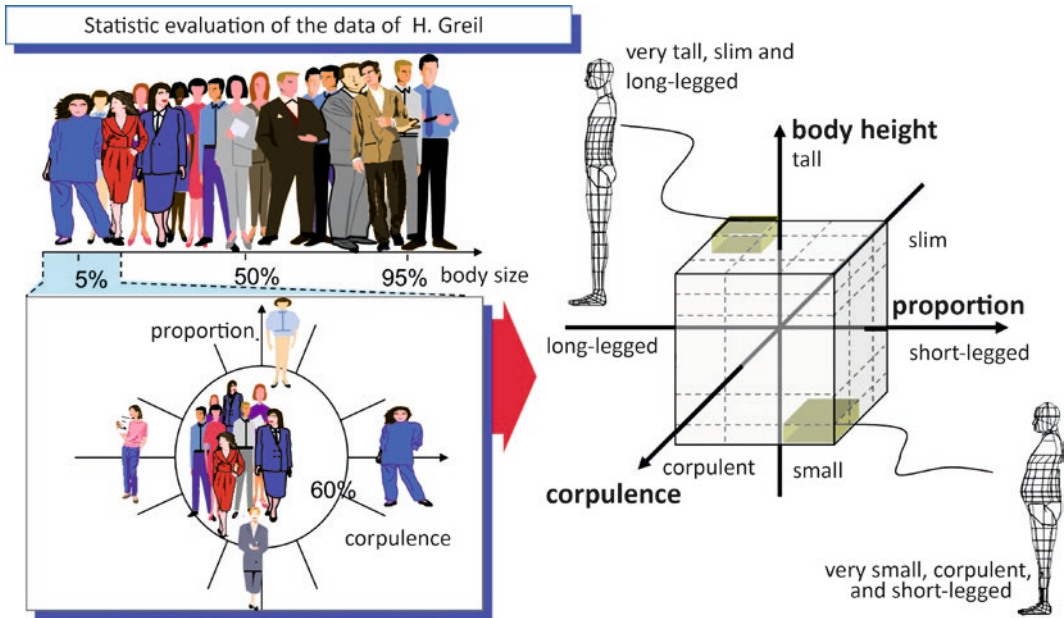 Statistic evaluation of the data of H. Greil
5%
50%
95%
body size
proportion
60%
corpulence
very tall, slim and
long-legged
body height
tall
slim
proportion
long-legged
short-legged
corpulent
small
corpulence
very small, corpulent,
and short-legged